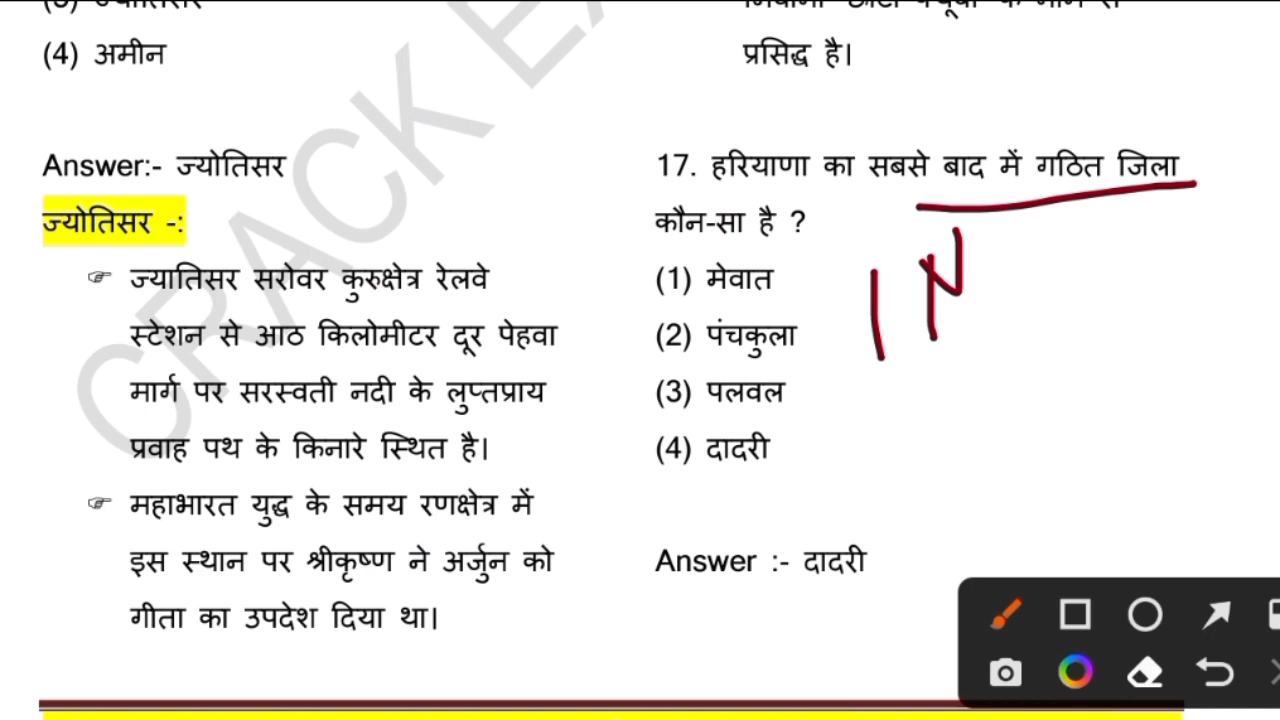 (4) अमीन
Answer:- ज्योतिसर
ज्योतिसर -:
☞ ज्यातिसर सरोवर कुरुक्षेत्र रेलवे
स्टेशन से आठ किलोमीटर दूर पेहवा
मार्ग पर सरस्वती नदी के लुप्तप्राय
प्रवाह पथ के किनारे स्थित है।
☞ महाभारत युद्ध के समय रणक्षेत्र में
इस स्थान पर श्रीकृष्ण ने अर्जुन को
गीता का उपदेश दिया था।
प्रसिद्ध है।
17. हरियाणा का सबसे बाद में गठित जिला
कौन-सा है ?
(1) मेवात
(2) पंचकुला
(3) पलवल
(4) दादरी
Answer :- दादरी
CRACK